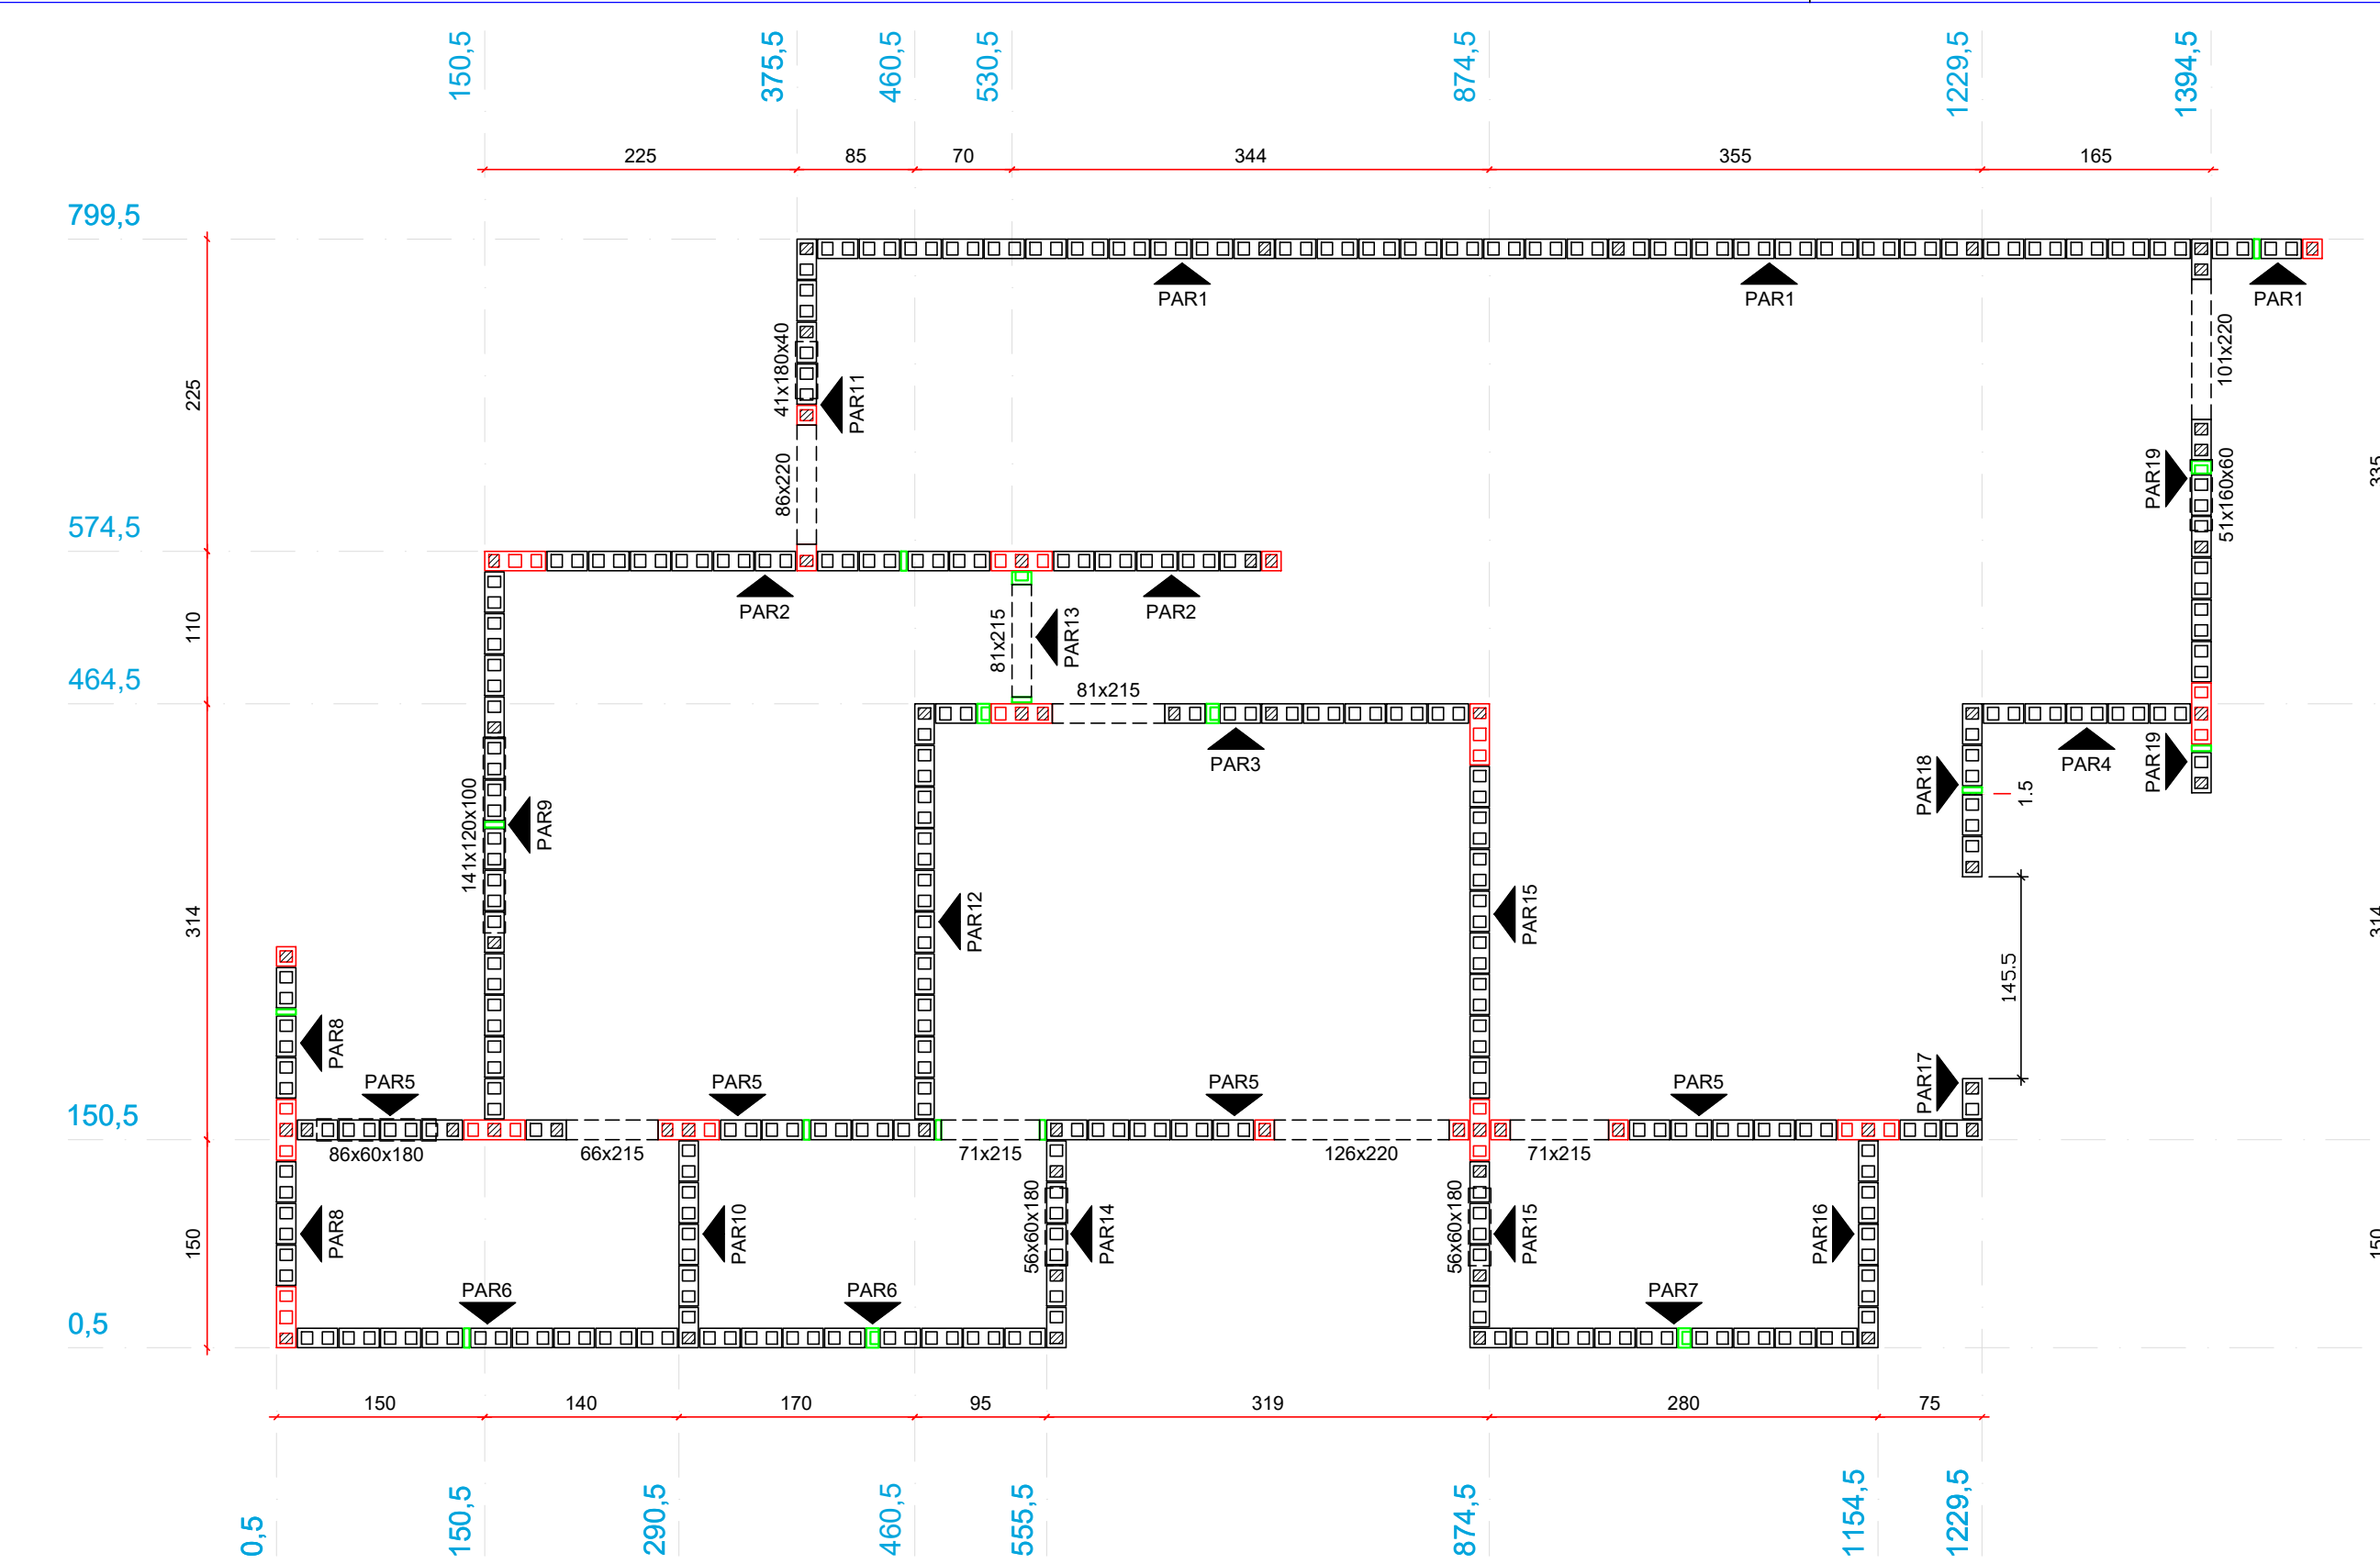 150,5
375,5
460,5
530,5
874,5
1229,5
1394,5
225
85
70
344
355
165
799,5
PAR1
PAR1
PAR1
41x180x40
PAR11
101x220
225
86x220
PAR19
51x160x60
335
574,5
PAR2
PAR2
110
81x215
PAR13
464,5
81x215
PAR3
PAR18
1.5
PAR4
PAR19
141x120x100
PAR9
314
PAR12
PAR15
314
145.5
PAR8
PAR5
PAR5
PAR5
PAR5
PAR17
150,5
86x60x180
66x215
71x215
126x220
71x215
150
PAR8
PAR10
56x60x180
PAR14
56x60x180
PAR15
PAR16
150
PAR6
PAR6
PAR7
0,5
150
140
170
95
319
280
75
0,5
150,5
290,5
460,5
555,5
874,5
1154,5
1229,5